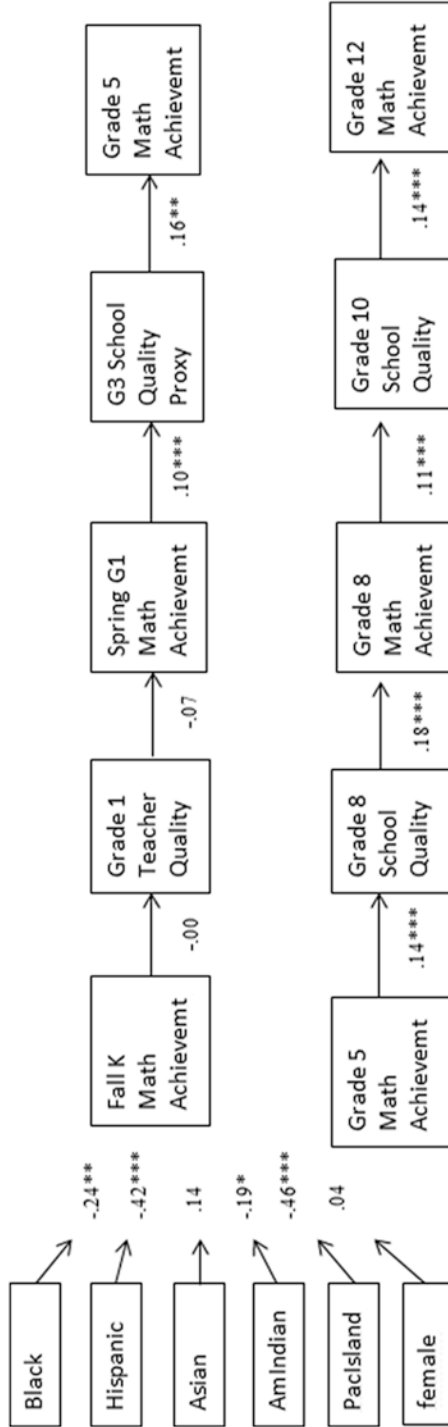 Black
Hispanic
Asian
AmIndian
PacIsland
female
-.24**
-.42***
.14
-.19*
-.46***
.04
Fall K
Math
Achievemt
-.00
Grade 1
Teacher
Quality
-.07
Spring G1
Math
Achievemt
.10***
G3 School
Quality
Proxy
.16**
Grade 5
Math
Achievemt
Grade 5
Math
Achievemt
.14***
Grade 8
School
Quality
.18***
Grade 8
Math
Achievemt
.11***
Grade 10
School
Quality
.14***
Grade 12
Math
Achievemt